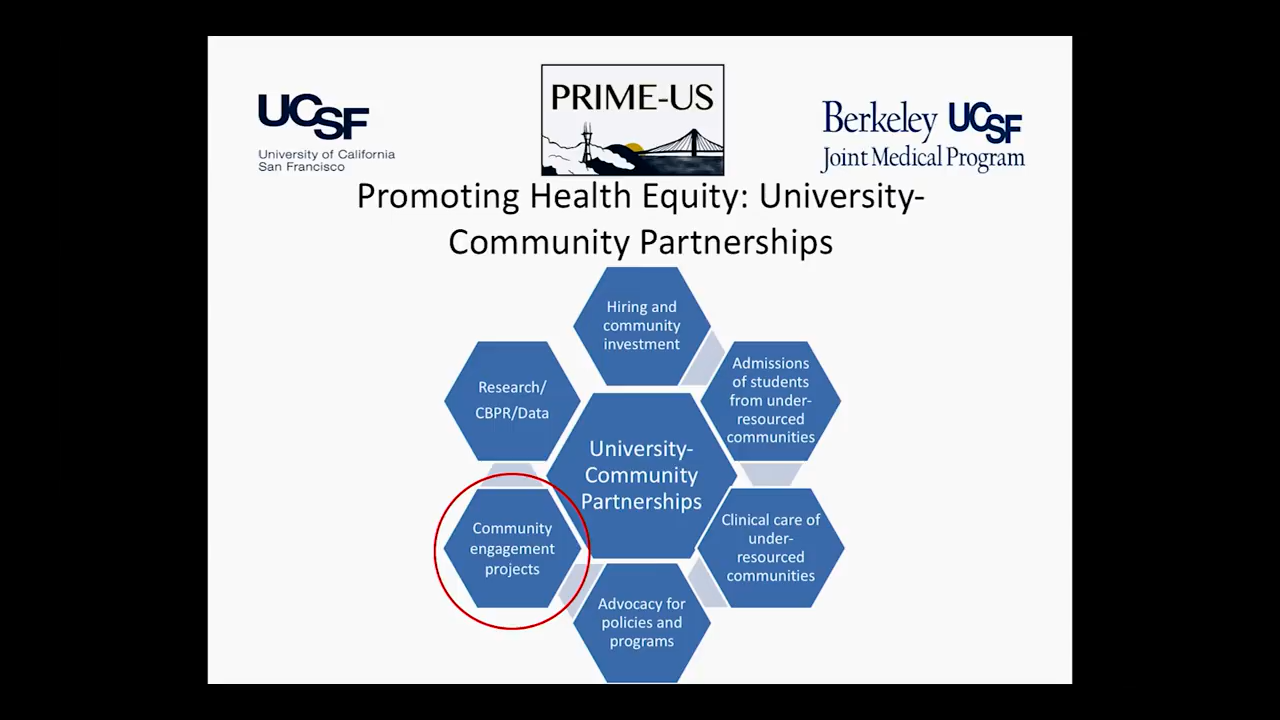 UCSF
University of California
San Francisco
PRIME-US
Berkeley UCSF
Joint Medical Program
Promoting Health Equity: University-
Community Partnerships
Hiring and
community
investment
Admissions
of students
from under-
resourced
communities
Clinical care of
under-
resourced
communities
Advocacy for
policies and
programs
Community
engagement
projects
Research/
CBPR/Data
University-
Community
Partnerships